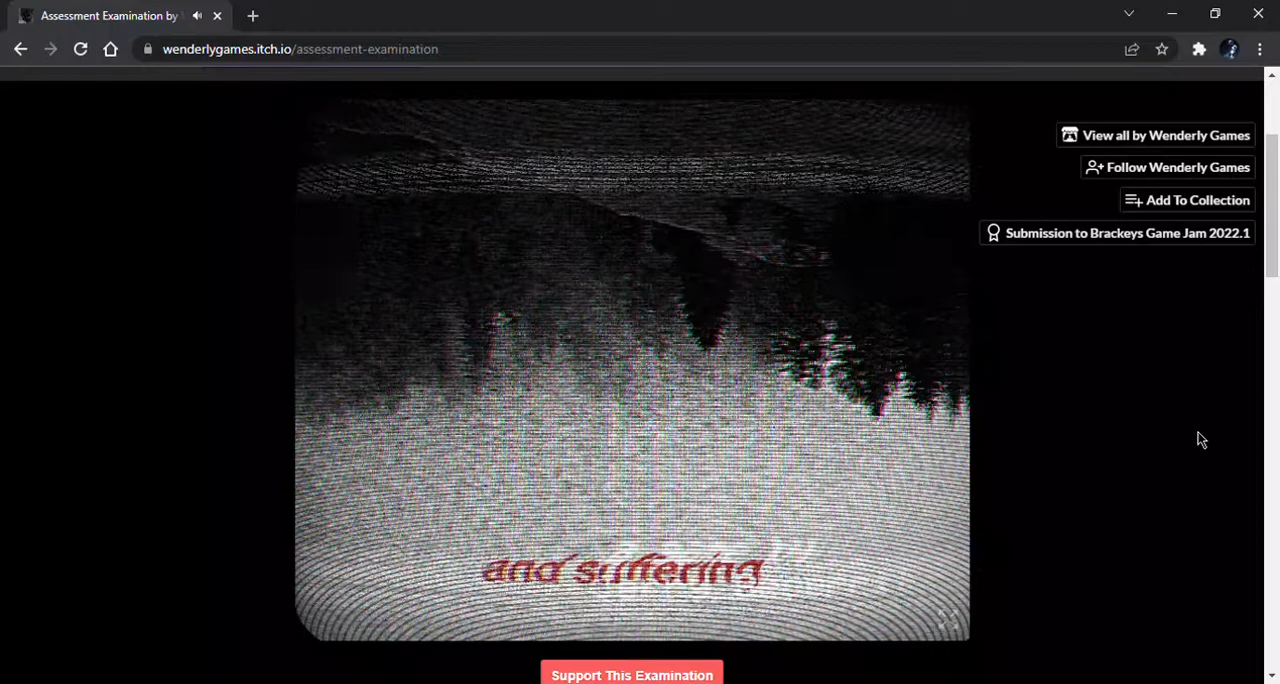 Assessment Examination by
wenderlygames.itch.io/assessment-examination
View all by Wenderly Games
Follow Wenderly Games
Add To Collection
Submission to Brackeys Game Jam 2022.1
and suffering
Support This Examination